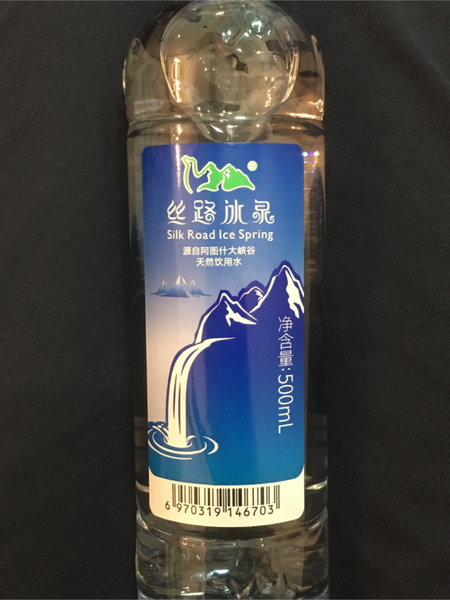 丝路冰泉
Silk Road Ice Spring
源自阿图什大峡谷
天然饮用水
净含量:500mL
6 970319 146703